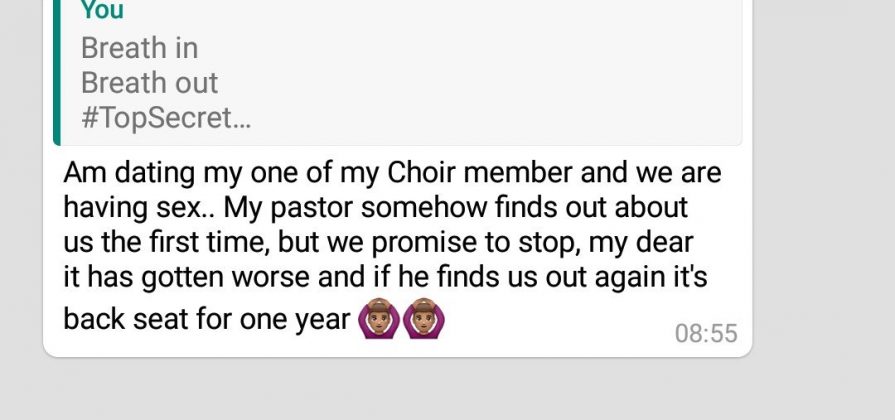 You
Breath in
Breath out
#TopSecret...
Am dating my one of my Choir member and we are
having sex.. My pastor somehow finds out about
us the first time, but we promise to stop, my dear
it has gotten worse and if he finds us out again it's
back seat for one year 🙆🏽🙆🏽
08:55